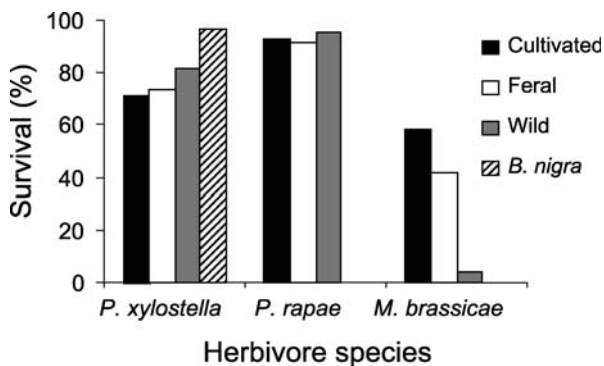 Survival (%)
100
80
60
40
20
0
P. xylostella
P. rapae
M. brassicae
Herbivore species
Cultivated
Feral
Wild
B. nigra